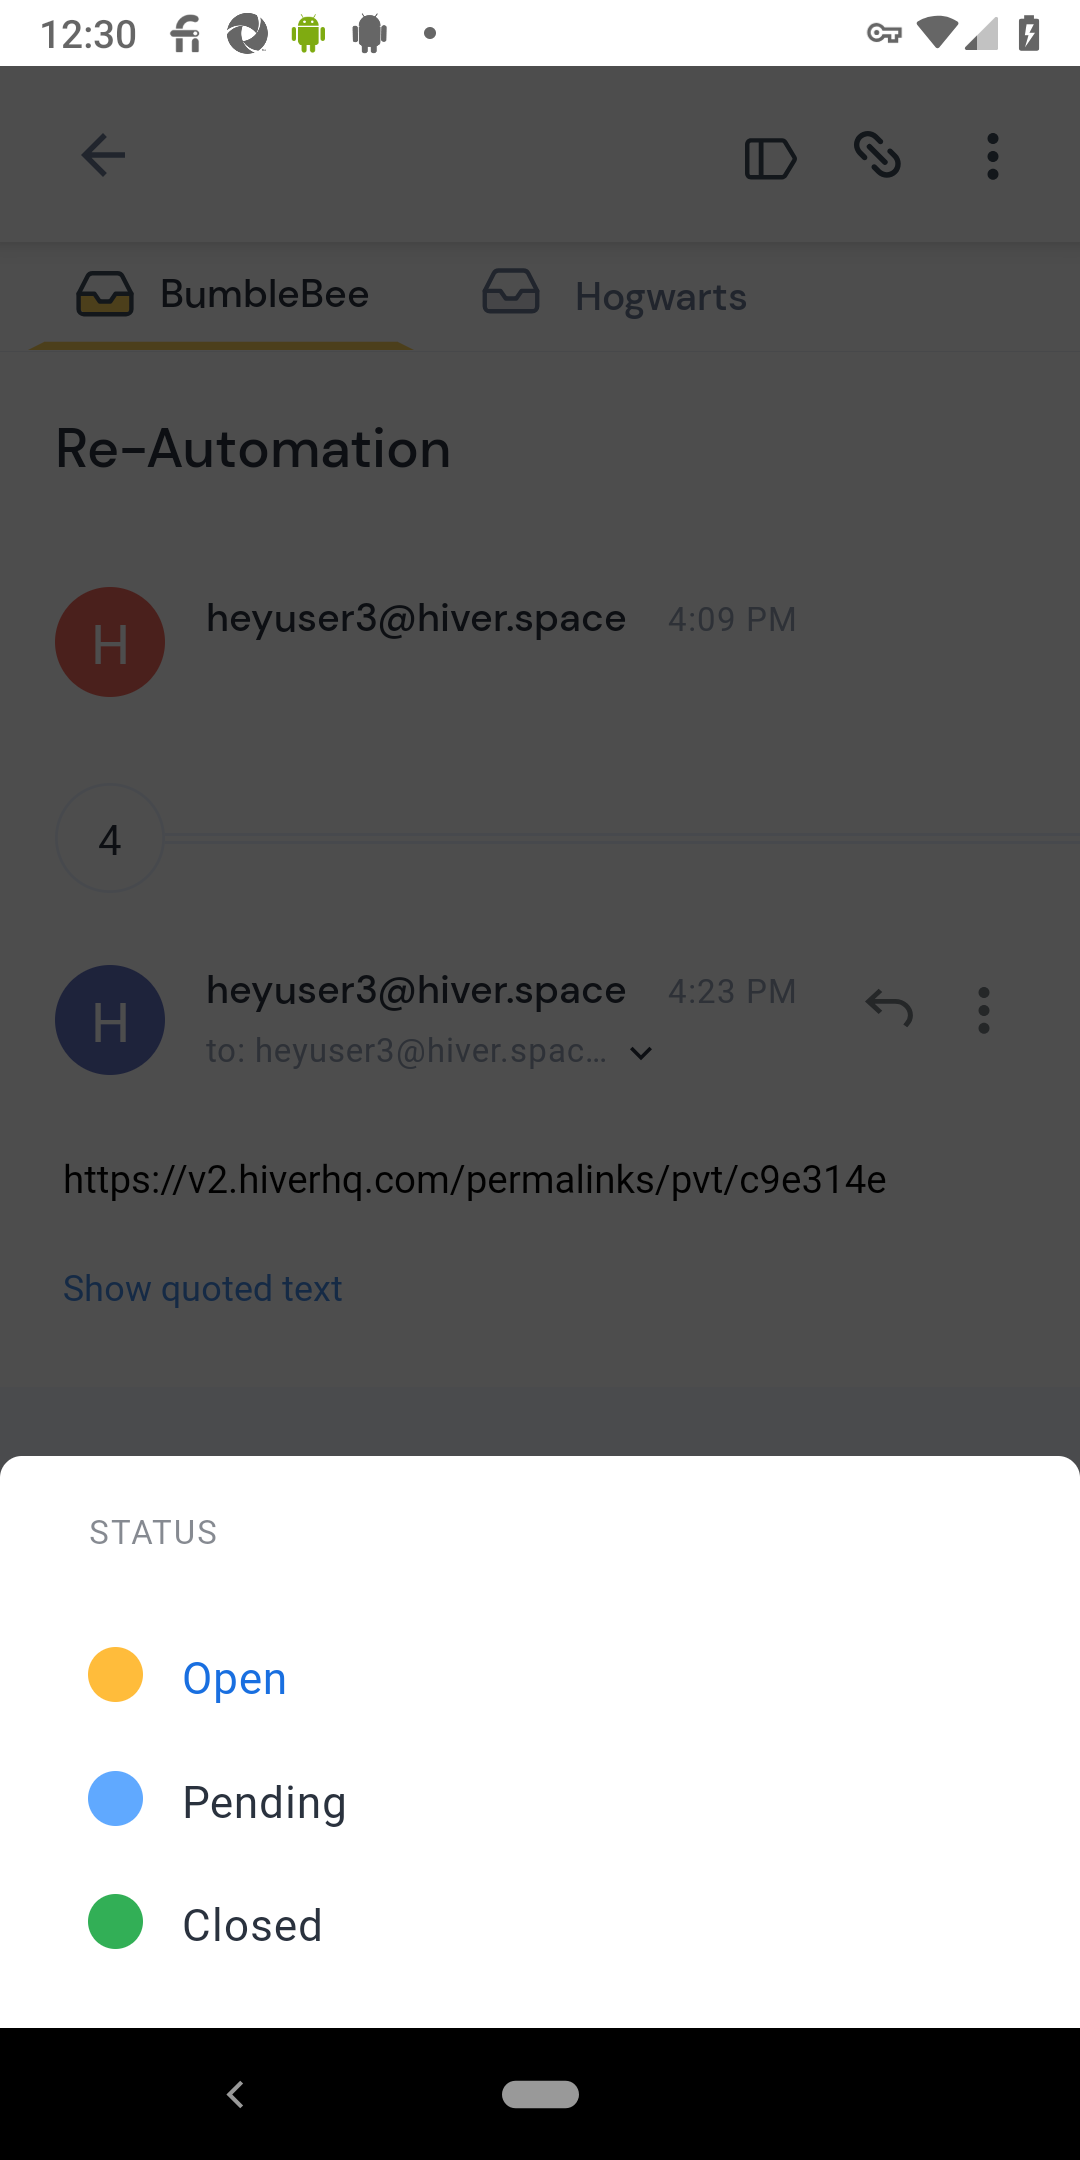 12:30
BumbleBee
Hogwarts
Re-Automation
H
heyuser3@hiver.space 4:09 PM
4
H
heyuser3@hiver.space 4:23 PM
to: heyuser3@hiver.spac...
https://v2.hiverhq.com/permalinks/pvt/c9e314e
Show quoted text
STATUS
Open
Pending
Closed